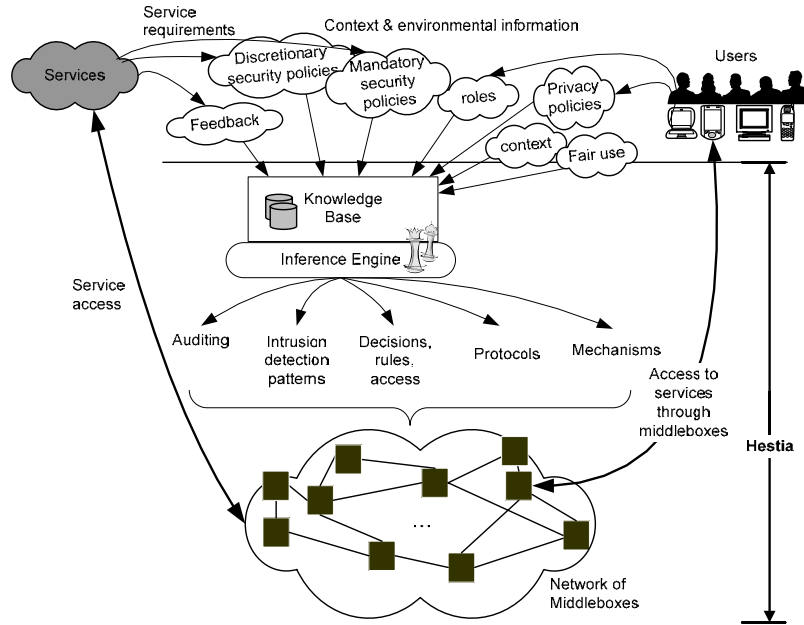 Service
requirements
Context & environmental information
Users
Services
Discretionary
security policies
Mandatory
security
policies
roles
Privacy
policies
Feedback
context
Fair use
Knowledge
Base
Inference Engine
Service
access
Auditing
Intrusion
detection
patterns
Decisions,
rules,
access
Protocols
Mechanisms
Access to
services
through
middleboxes
Hestia
...
Network of
Middleboxes